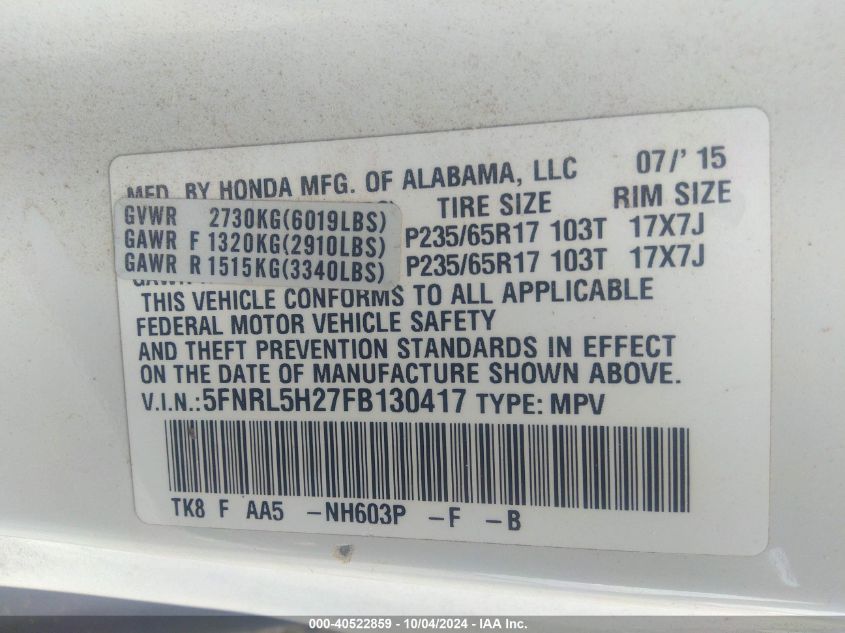 MFD. BY HONDA MFG. OF ALABAMA, LLC 07/' 15
TIRE SIZE RIM SIZE
GVWR 2730KG(6019LBS)
GAWR F 1320KG(2910LBS) P235/65R17 103T 17X7J
GAWR R 1515KG(3340LBS) P235/65R17 103T 17X7J
THIS VEHICLE CONFORMS TO ALL APPLICABLE
FEDERAL MOTOR VEHICLE SAFETY
AND THEFT PREVENTION STANDARDS IN EFFECT
ON THE DATE OF MANUFACTURE SHOWN ABOVE.
V.I.N.: 5FNRL5H27FB130417 TYPE: MPV
TK8 F AA5 -NH603P -F -B
000-40522859 - 10/04/2024 - IAA Inc.